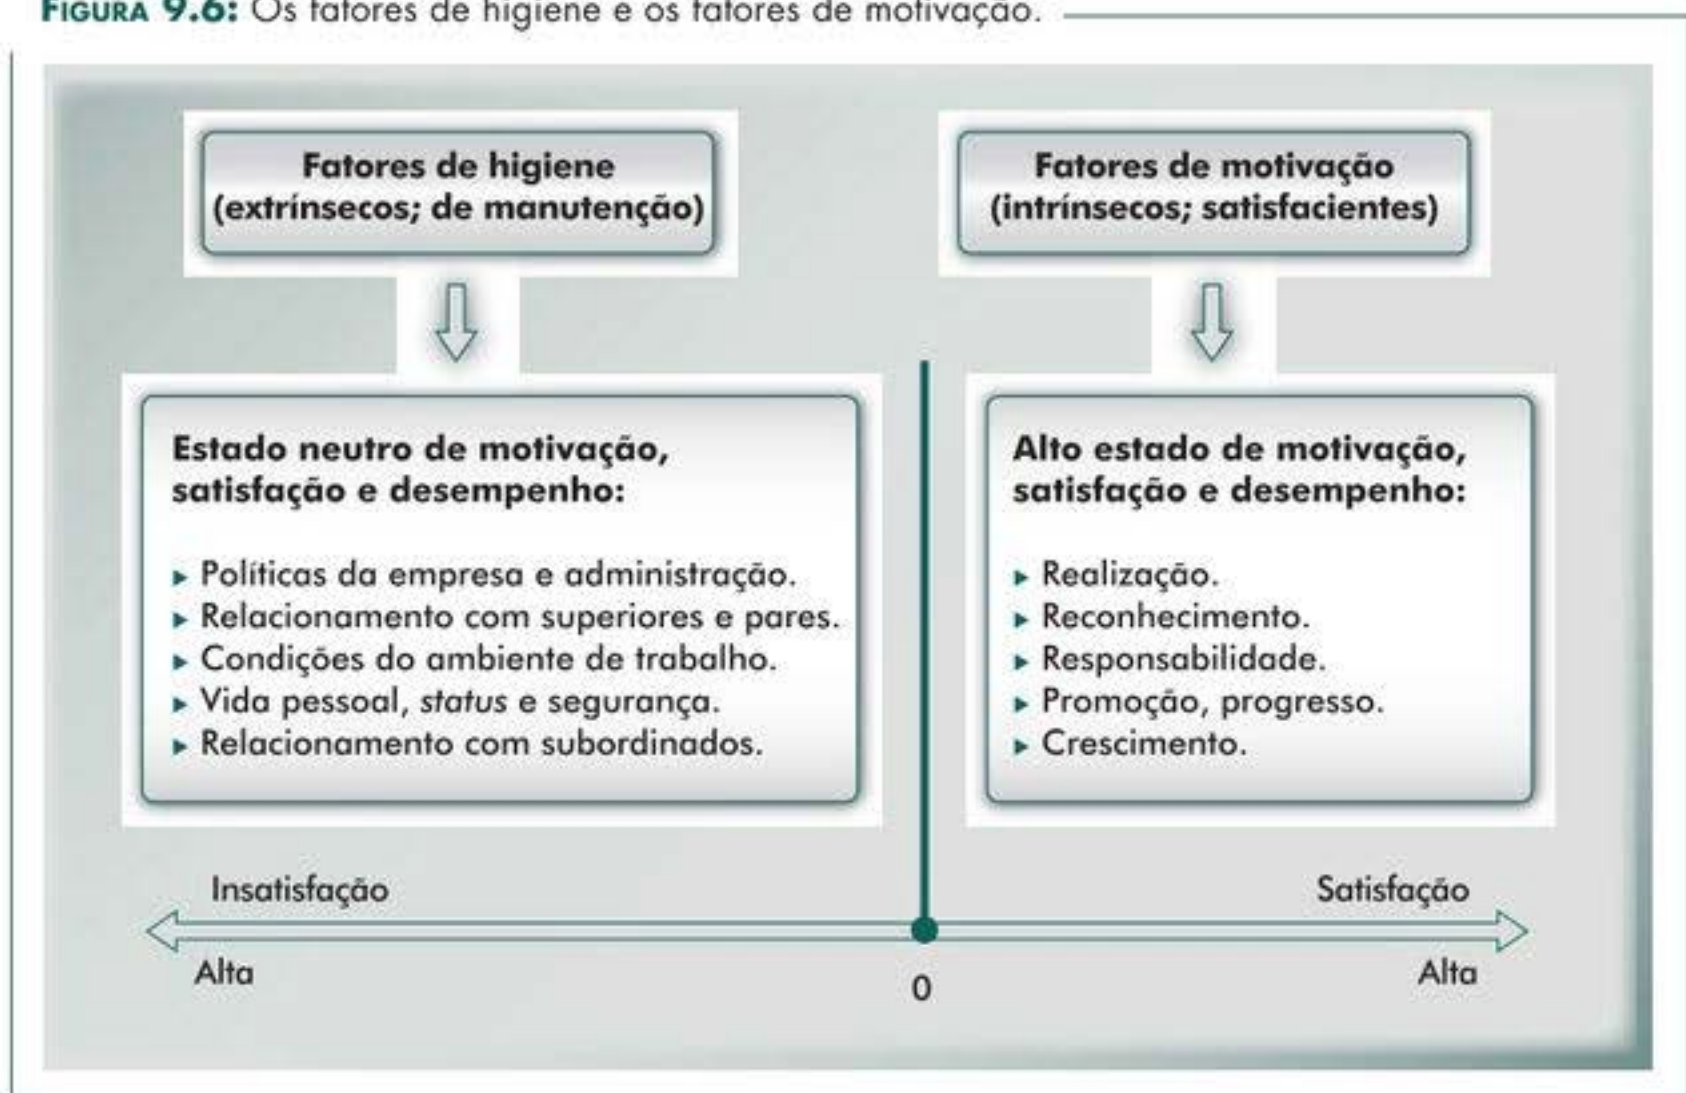 FIGURA 9.6: Os fatores de higiene e os fatores de motivação.
Fatores de higiene
(extrínsecos; de manutenção)
Fatores de motivação
(intrínsecos; satisfacientes)
Estado neutro de motivação,
satisfação e desempenho:
▸ Políticas da empresa e administração.
▸ Relacionamento com superiores e pares.
▸ Condições do ambiente de trabalho.
▸ Vida pessoal, status e segurança.
▸ Relacionamento com subordinados.
Alto estado de motivação,
satisfação e desempenho:
▸ Realização.
▸ Reconhecimento.
▸ Responsabilidade.
▸ Promoção, progresso.
▸ Crescimento.
Insatisfação
Satisfação
Alta
0
Alta